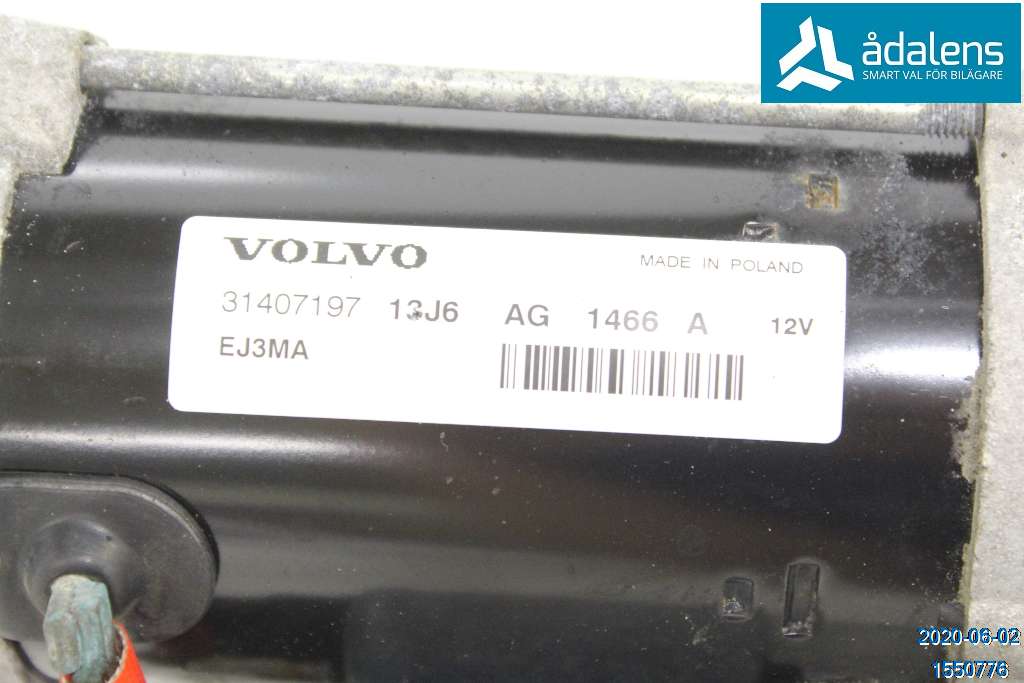 ådalens
SMART VAL FÖR BILÄGARE
VOLVO
MADE IN POLAND
31407197 13J6 AG 1466 A 12V
EJ3MA
2020-06-02
1550776